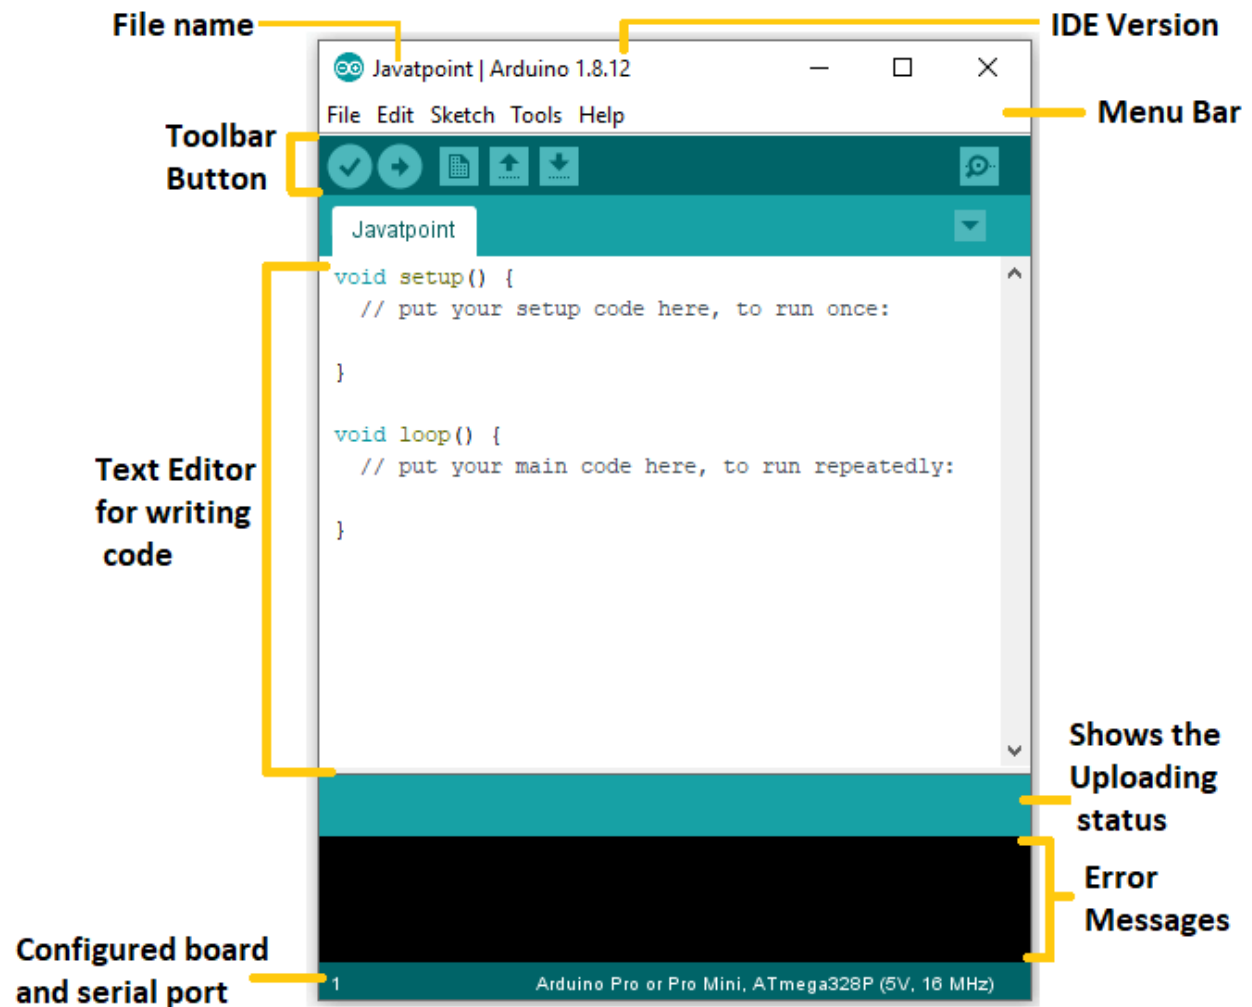 File name
IDE Version
Javatpoint | Arduino 1.8.12
File Edit Sketch Tools Help
Menu Bar
Toolbar
Button
Javatpoint
void setup() {
// put your setup code here, to run once:
}
void loop() {
// put your main code here, to run repeatedly:
}
Text Editor
for writing
code
Shows the
Uploading
status
Error
Messages
Configured board
and serial port
1
Arduino Pro or Pro Mini, ATmega328P (5V, 16 MHz)